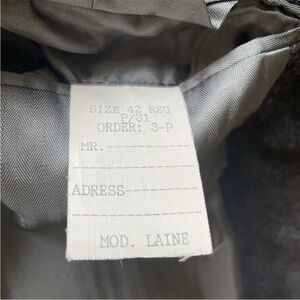 SIZE 42 REG
P/31
ORDER: 3-P
MR.
ADRESS
MOD. LAINE